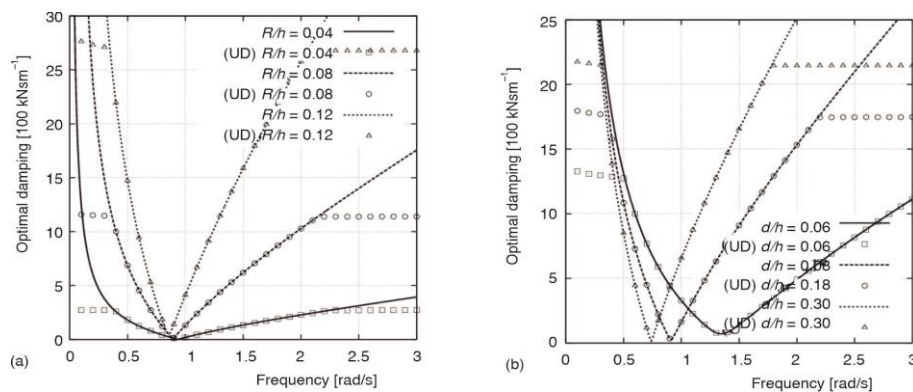 30
25
20
15
10
5
0
Optimal damping [100 kNsm⁻¹]
R/h = 0.04
(UD) R/h = 0.04
R/h = 0.08
(UD) R/h = 0.08
R/h = 0.12
(UD) R/h = 0.12
0 0.5 1 1.5 2 2.5 3
(a) Frequency [rad/s]
25
20
15
10
5
0
Optimal damping [100 kNsm⁻¹]
d/h = 0.06
(UD) d/h = 0.06
(UD) d/h = 0.18
d/h = 0.30
(UD) d/h = 0.30
0 0.5 1 1.5 2 2.5 3
(b) Frequency [rad/s]